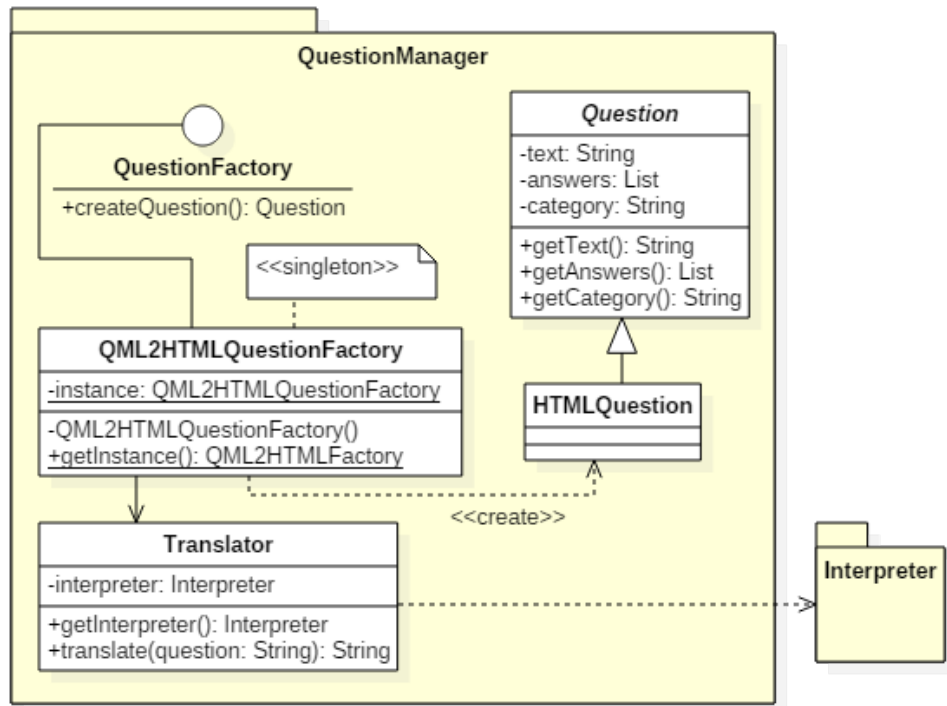 QuestionManager
QuestionFactory
+createQuestion(): Question
Question
-text: String
-answers: List
-category: String
+getText(): String
+getAnswers(): List
+getCategory(): String
<<singleton>>
QML2HTMLQuestionFactory
-instance: QML2HTMLQuestionFactory
-QML2HTMLQuestionFactory()
+getInstance(): QML2HTMLFactory
HTMLQuestion
<<create>>
Translator
-interpreter: Interpreter
+getInterpreter(): Interpreter
+translate(question: String): String
Interpreter